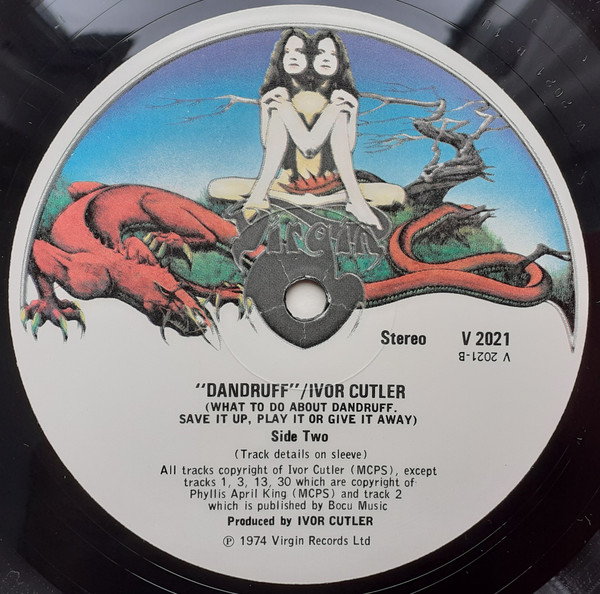 Virgin
Stereo V 2021
V 2021-B
"DANDRUFF"/IVOR CUTLER
(WHAT TO DO ABOUT DANDRUFF.
SAVE IT UP, PLAY IT OR GIVE IT AWAY)
Side Two
(Track details on sleeve)
All tracks copyright of Ivor Cutler (MCPS), except
tracks 1, 3, 13, 30 which are copyright of
Phyllis April King (MCPS) and track 2
which is published by Bocu Music
Produced by IVOR CUTLER
℗ 1974 Virgin Records Ltd